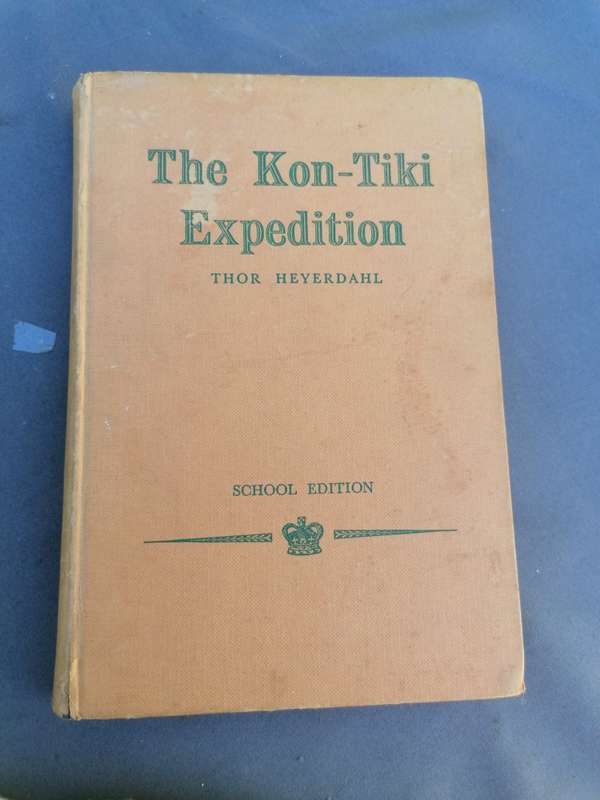 The Kon-Tiki
Expedition
THOR HEYERDAHL
SCHOOL EDITION